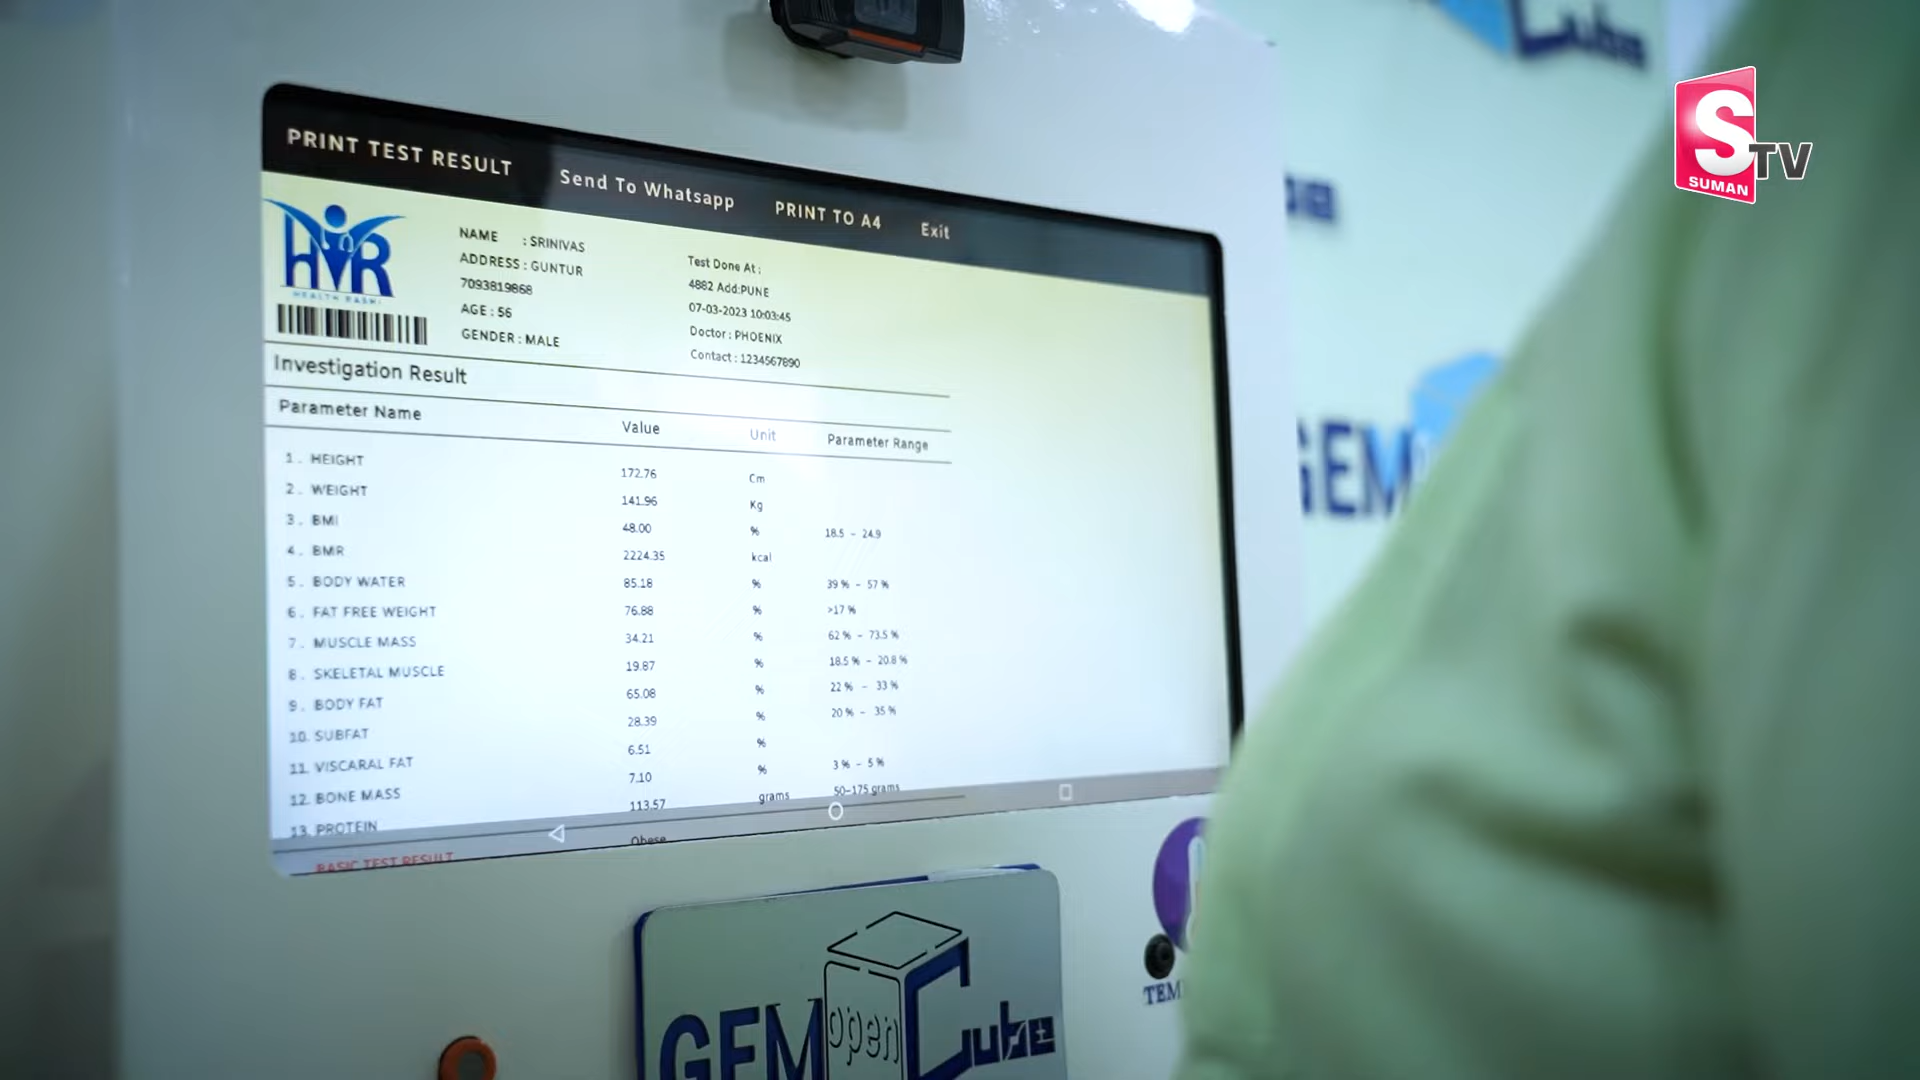 Cube
S TV
SUMAN
PRINT TEST RESULT Send To Whatsapp PRINT TO A4 Exit
HVR
HEALTH RASHI
NAME : SRINIVAS
ADDRESS : GUNTUR
7093819868
AGE : 56
GENDER : MALE
Test Done At :
4882 Add:PUNE
07-03-2023 10:03:45
Doctor : PHOENIX
Contact : 1234567890
Investigation Result
Parameter Name Value Unit Parameter Range
1. HEIGHT 172.76 Cm
2. WEIGHT 141.96 Kg
3. BMI 48.00 % 18.5 - 24.9
4. BMR 2224.35 kcal
5. BODY WATER 85.18 % 39 % - 57 %
6. FAT FREE WEIGHT 76.88 % >17 %
7. MUSCLE MASS 34.21 % 62 % - 73.5 %
8. SKELETAL MUSCLE 19.87 % 18.5 % - 20.8 %
9. BODY FAT 65.08 % 22 % - 33 %
10. SUBFAT 28.39 % 20 % - 35 %
11. VISCARAL FAT 6.51 %
12. BONE MASS 7.10 % 3 % - 5 %
13. PROTEIN 113.57 grams 50-175 grams
BASIC TEST RESULT Obese
GEM
GEM open Cube
TEM